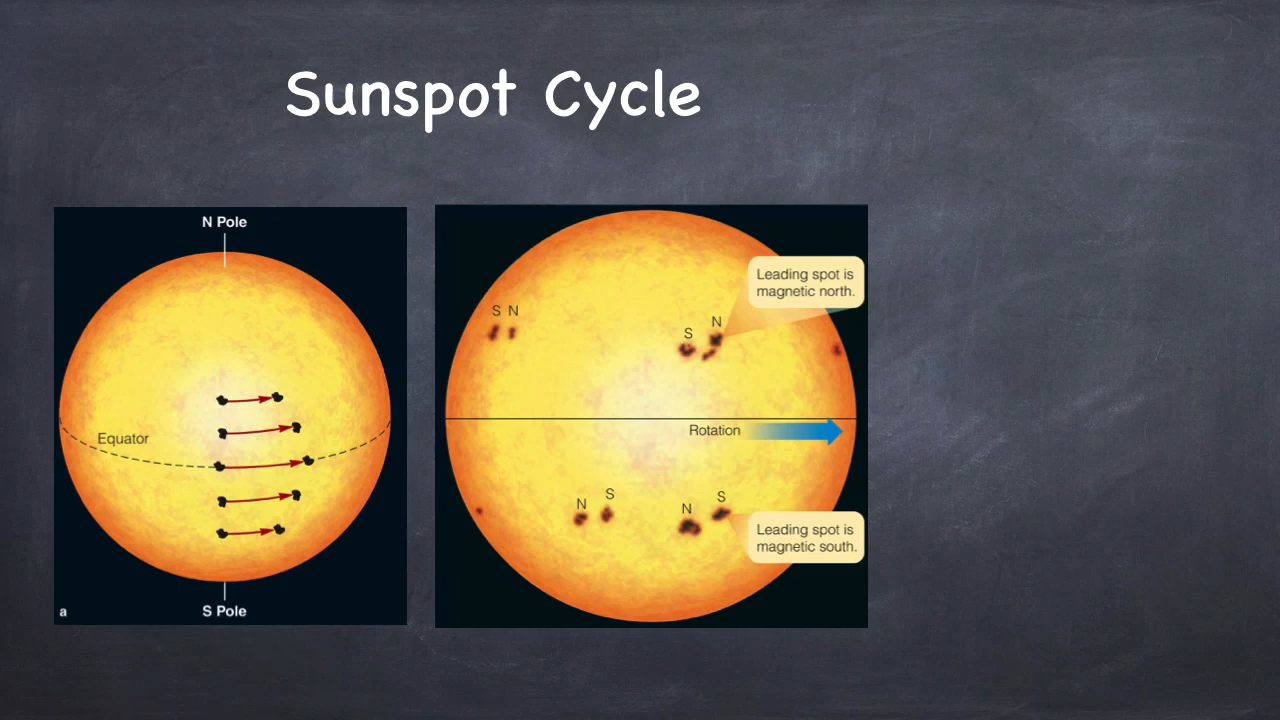 Sunspot Cycle
N Pole
Equator
a
S Pole
S N
S
N
Leading spot is
magnetic north.
Rotation
N
S
N
S
Leading spot is
magnetic south.